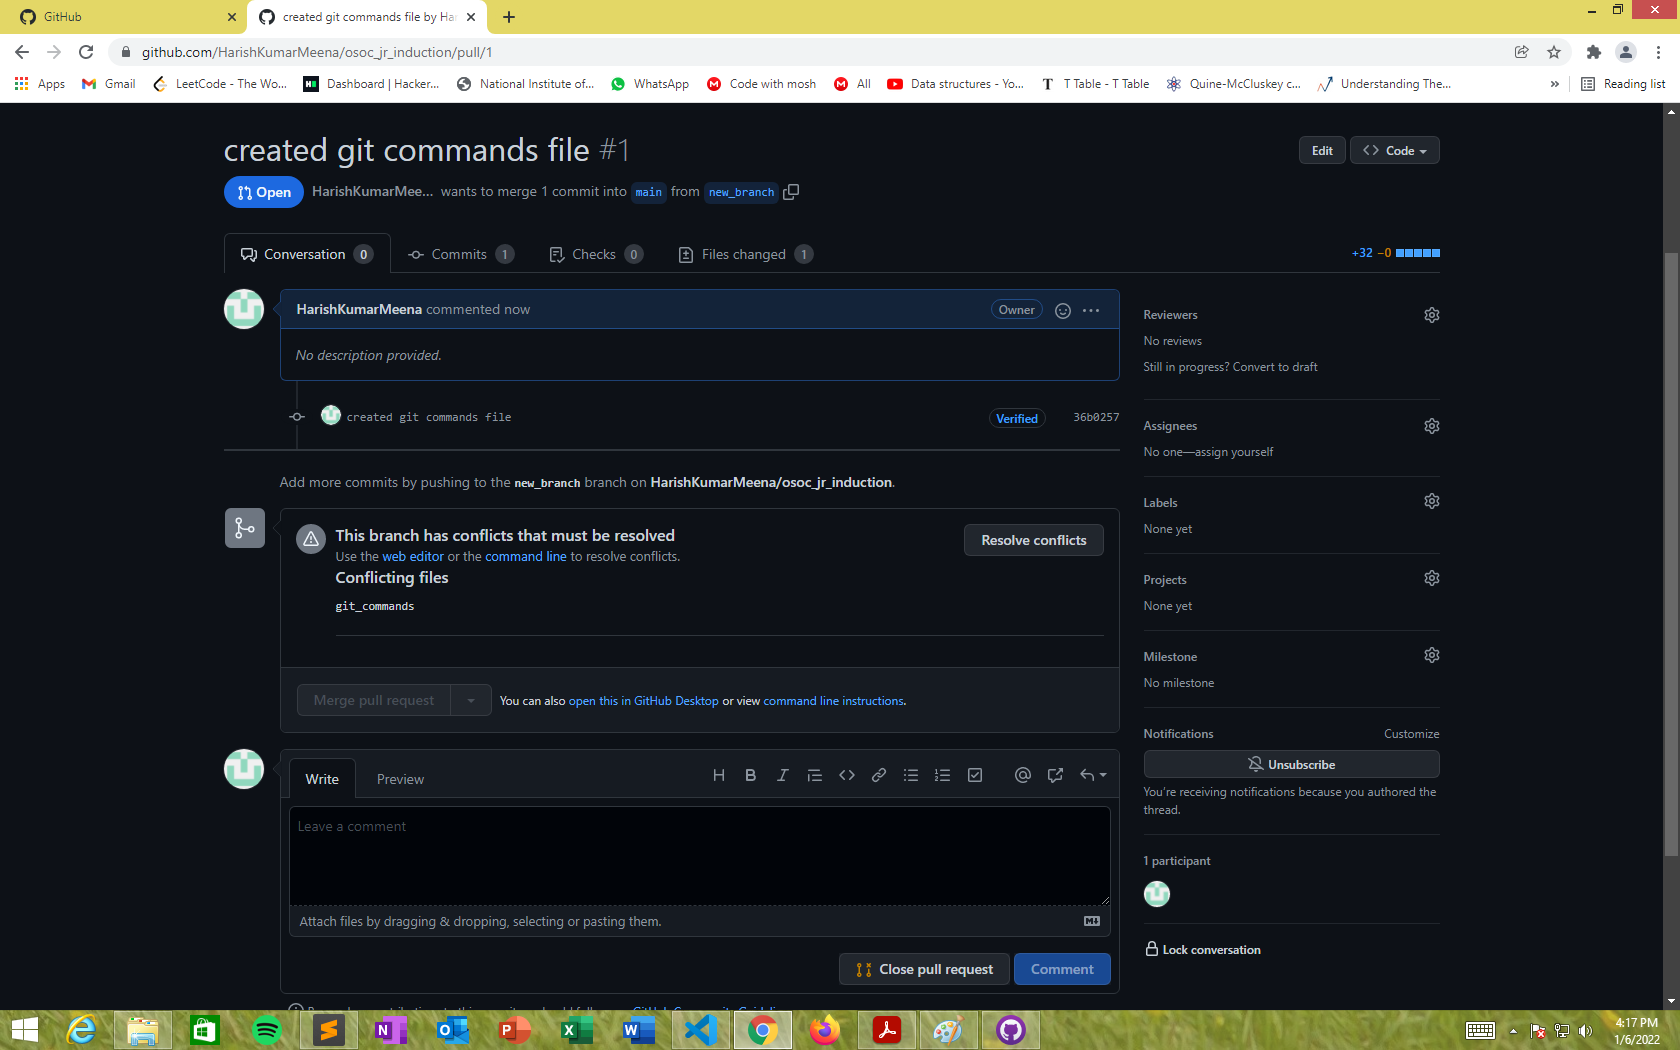 GitHub
created git commands file by Har
github.com/HarishKumarMeena/osoc_jr_induction/pull/1
Apps
Gmail
LeetCode - The Wo...
Dashboard | Hacker...
National Institute of...
WhatsApp
Code with mosh
All
Data structures - Yo...
T Table - T Table
Quine-McCluskey c...
Understanding The...
»
Reading list
created git commands file #1
Edit
<> Code
Open
HarishKumarMee... wants to merge 1 commit into main from new_branch
Conversation 0
Commits 1
Checks 0
Files changed 1
+32 −0
HarishKumarMeena commented now
Owner
No description provided.
created git commands file
Verified
36b0257
Add more commits by pushing to the new_branch branch on HarishKumarMeena/osoc_jr_induction.
This branch has conflicts that must be resolved
Use the web editor or the command line to resolve conflicts.
Resolve conflicts
Conflicting files
git_commands
Merge pull request
You can also open this in GitHub Desktop or view command line instructions.
Write
Preview
Leave a comment
Attach files by dragging & dropping, selecting or pasting them.
Close pull request
Comment
Reviewers
No reviews
Still in progress? Convert to draft
Assignees
No one—assign yourself
Labels
None yet
Projects
None yet
Milestone
No milestone
Notifications
Customize
Unsubscribe
You're receiving notifications because you authored the
thread.
1 participant
Lock conversation
4:17 PM
1/6/2022